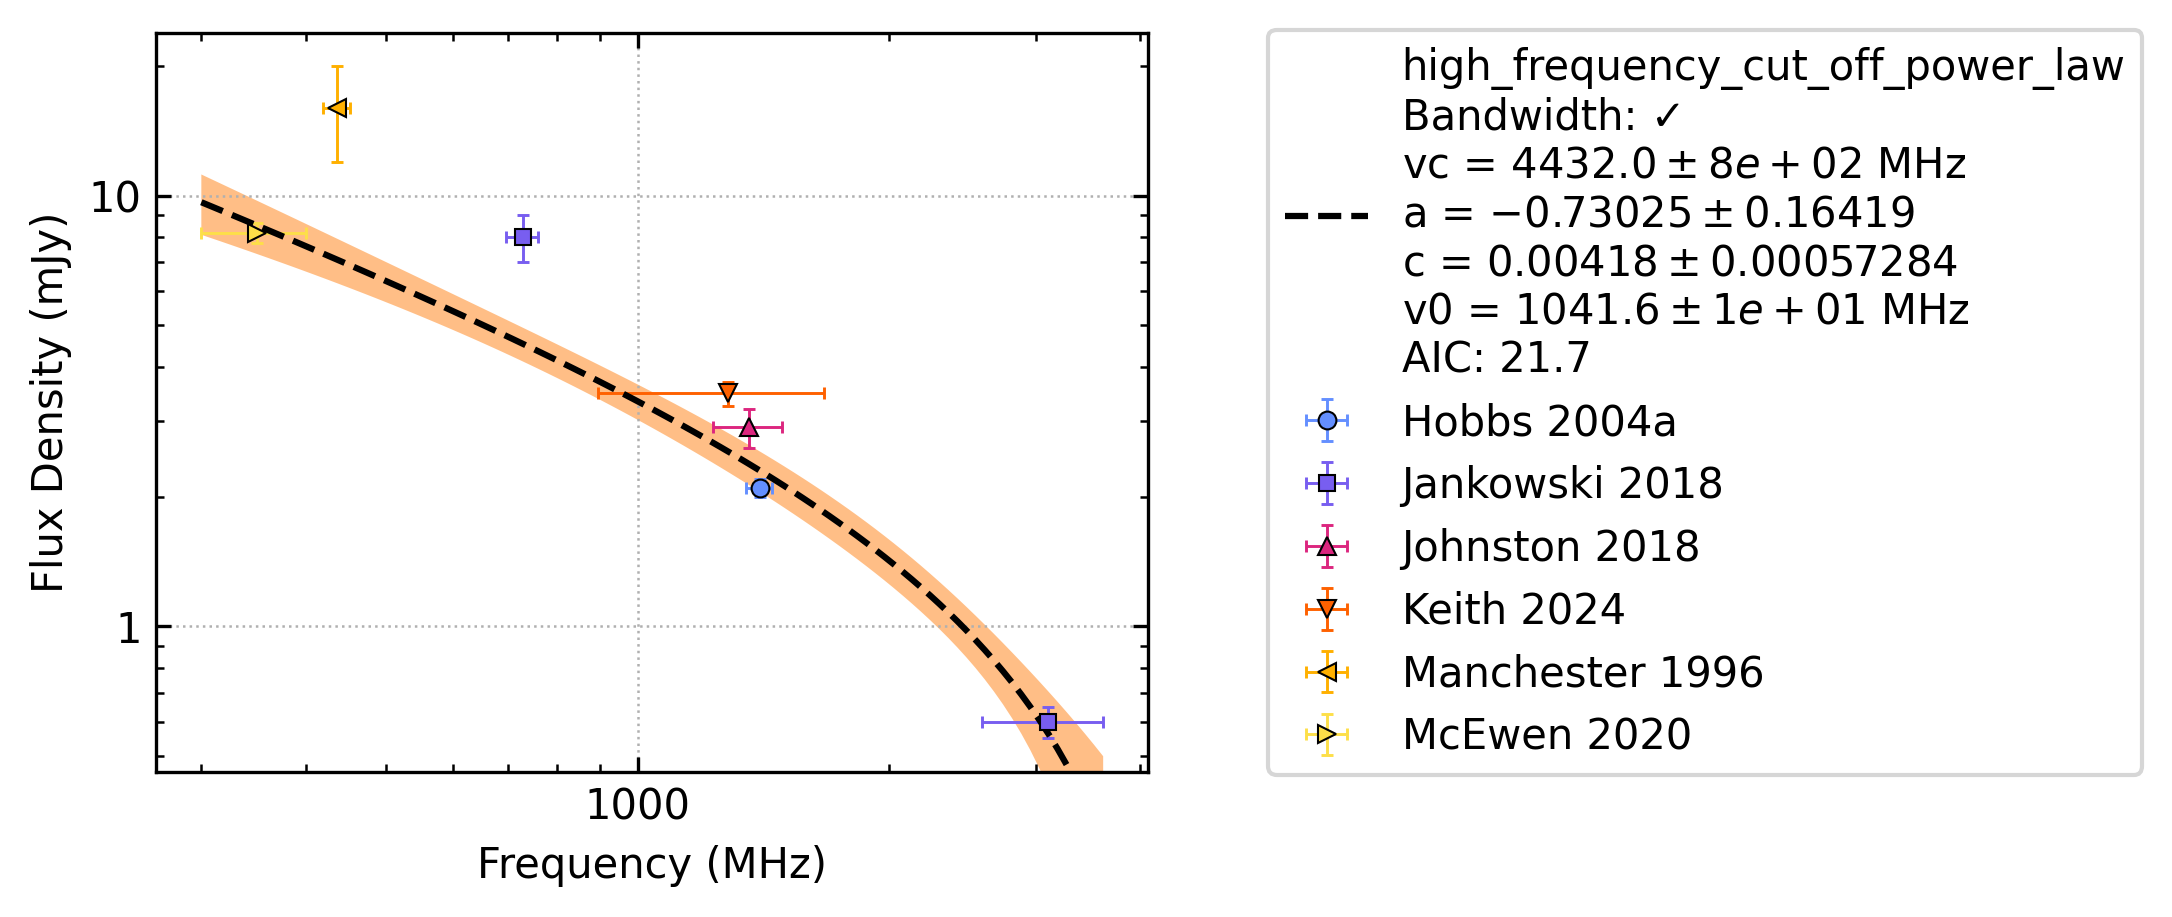 10
1
1000
Frequency (MHz)
Flux Density (mJy)
high_frequency_cut_off_power_law
Bandwidth: ✓
vc = 4432.0 ± 8e + 02 MHz
a = −0.73025 ± 0.16419
c = 0.00418 ± 0.00057284
v0 = 1041.6 ± 1e + 01 MHz
AIC: 21.7
Hobbs 2004a
Jankowski 2018
Johnston 2018
Keith 2024
Manchester 1996
McEwen 2020